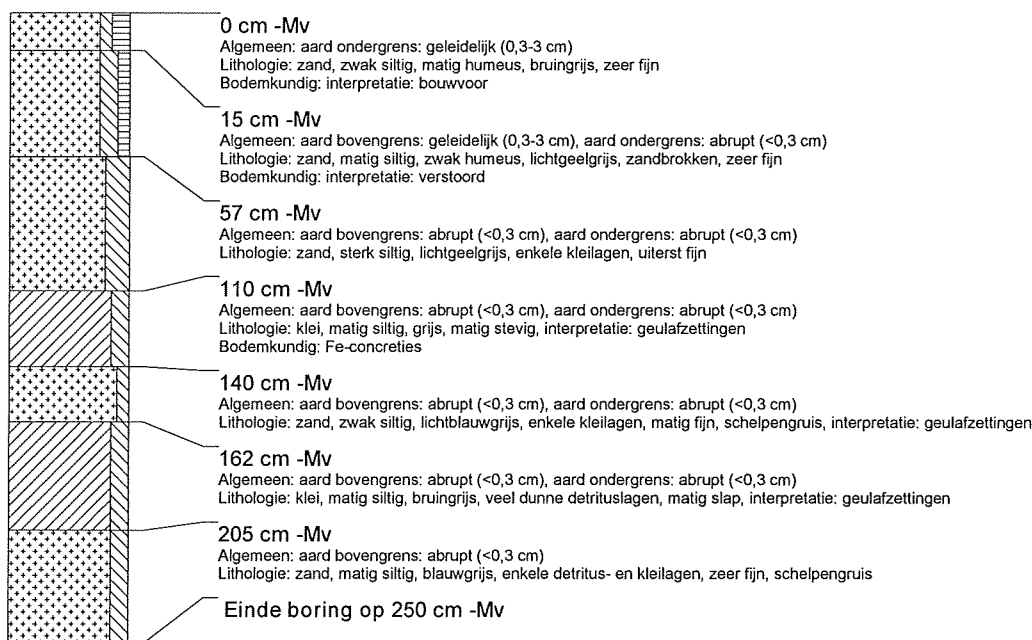 0 cm -Mv
Algemeen: aard ondergrens: geleidelijk (0,3-3 cm)
Lithologie: zand, zwak siltig, matig humeus, bruingrijs, zeer fijn
Bodemkundig: interpretatie: bouwvoor
15 cm -Mv
Algemeen: aard bovengrens: geleidelijk (0,3-3 cm), aard ondergrens: abrupt (<0,3 cm)
Lithologie: zand, matig siltig, zwak humeus, lichtgeelgrijs, zandbrokken, zeer fijn
Bodemkundig: interpretatie: verstoord
57 cm -Mv
Algemeen: aard bovengrens: abrupt (<0,3 cm), aard ondergrens: abrupt (<0,3 cm)
Lithologie: zand, sterk siltig, lichtgeelgrijs, enkele kleilagen, uiterst fijn
110 cm -Mv
Algemeen: aard bovengrens: abrupt (<0,3 cm), aard ondergrens: abrupt (<0,3 cm)
Lithologie: klei, matig siltig, grijs, matig stevig, interpretatie: geulafzettingen
Bodemkundig: Fe-concreties
140 cm -Mv
Algemeen: aard bovengrens: abrupt (<0,3 cm), aard ondergrens: abrupt (<0,3 cm)
Lithologie: zand, zwak siltig, lichtblauwgrijs, enkele kleilagen, matig fijn, schelpengruis, interpretatie: geulafzettingen
162 cm -Mv
Algemeen: aard bovengrens: abrupt (<0,3 cm), aard ondergrens: abrupt (<0,3 cm)
Lithologie: klei, matig siltig, bruingrijs, veel dunne detrituslagen, matig slap, interpretatie: geulafzettingen
205 cm -Mv
Algemeen: aard bovengrens: abrupt (<0,3 cm)
Lithologie: zand, matig siltig, blauwgrijs, enkele detritus- en kleilagen, zeer fijn, schelpengruis
Einde boring op 250 cm -Mv